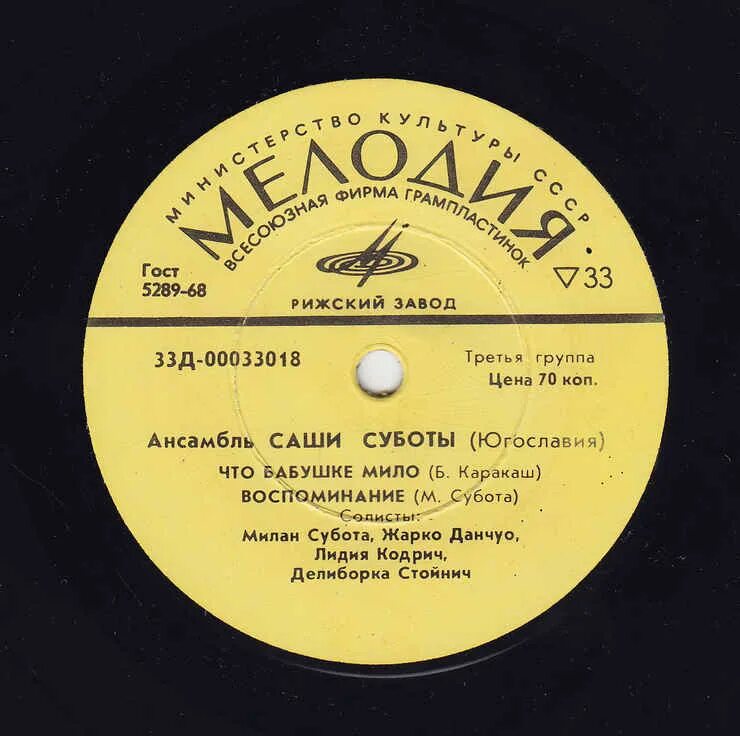 МИНИСТЕРСТВО КУЛЬТУРЫ СССР
МЕЛОДИЯ
ВСЕСОЮЗНАЯ ФИРМА ГРАМПЛАСТИНОК
Гост
5289-68
▽33
РИЖСКИЙ ЗАВОД
33Д-00033018
Третья группа
Цена 70 коп.
Ансамбль САШИ СУБОТЫ (Югославия)
ЧТО БАБУШКЕ МИЛО (Б. Каракаш)
ВОСПОМИНАНИЕ (М. Субота)
Солисты:
Милан Субота, Жарко Данчуо,
Лидия Кодрич,
Делиборка Стойнич